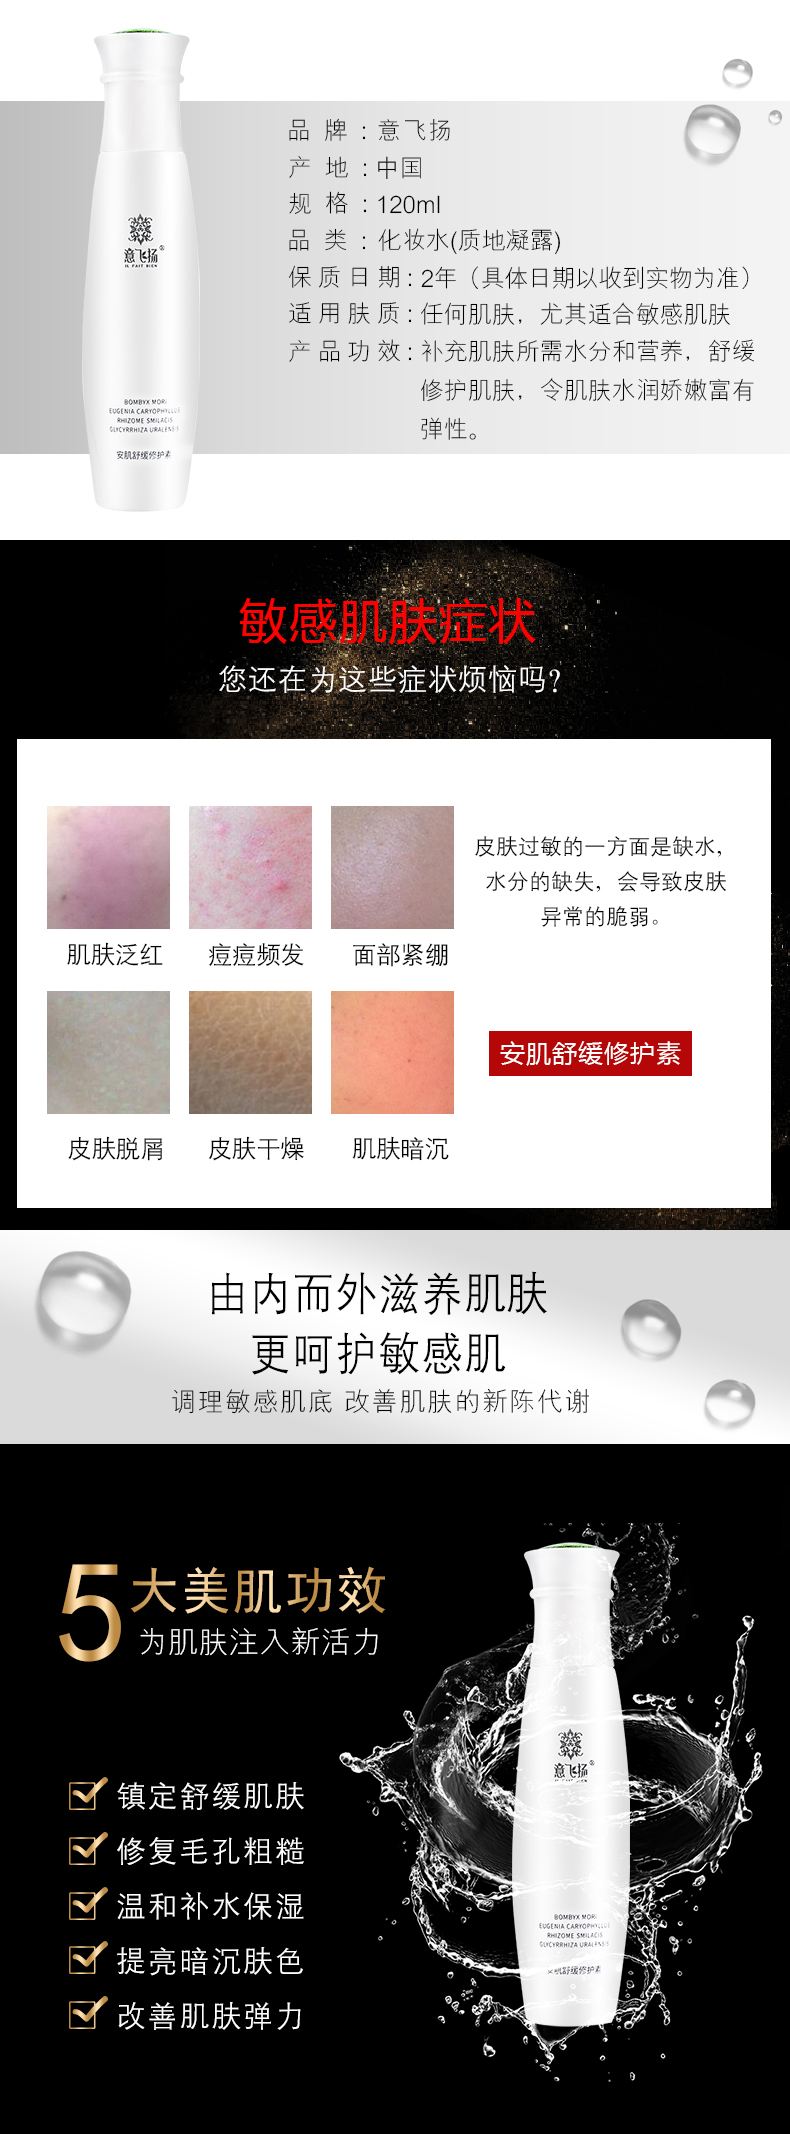 品 牌 : 意飞扬
产 地 : 中国
规 格 : 120ml
品 类 : 化妆水(质地凝露)
保质日期: 2年（具体日期以收到实物为准）
适用肤质: 任何肌肤，尤其适合敏感肌肤
产品功效: 补充肌肤所需水分和营养，舒缓
修护肌肤，令肌肤水润娇嫩富有
弹性。
意飞扬®
IL FAIT BIEN
BOMBYX MORI
EUGENIA CARYOPHYLLUS
RHIZOME SMILACIS
GLYCYRRHIZA URALENSIS
安肌舒缓修护素
敏感肌肤症状
您还在为这些症状烦恼吗?
皮肤过敏的一方面是缺水，
水分的缺失，会导致皮肤
异常的脆弱。
肌肤泛红 痘痘频发 面部紧绷
安肌舒缓修护素
皮肤脱屑 皮肤干燥 肌肤暗沉
由内而外滋养肌肤
更呵护敏感肌
调理敏感肌底 改善肌肤的新陈代谢
5大美肌功效
为肌肤注入新活力
镇定舒缓肌肤
修复毛孔粗糙
温和补水保湿
提亮暗沉肤色
改善肌肤弹力
意飞扬®
BOMBYX MORI
EUGENIA CARYOPHYLLUS
RHIZOME SMILACIS
GLYCYRRHIZA URALENSIS
肌舒缓修护素